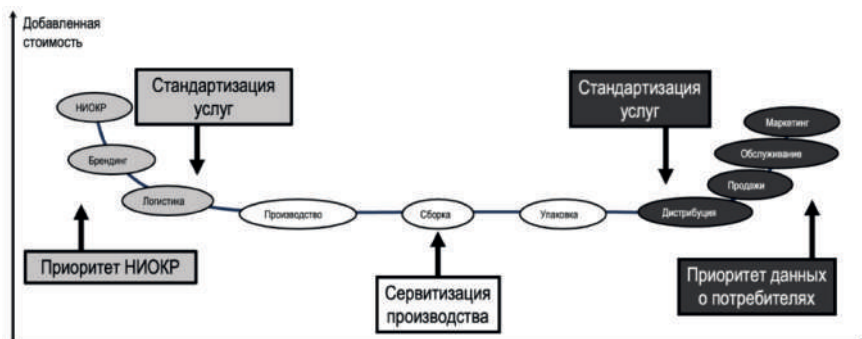 Добавленная
стоимость
Стандартизация
услуг
Стандартизация
услуг
НИОКР
Брендинг
Логистика
Производство
Сборка
Упаковка
Дистрибуция
Продажи
Обслуживание
Маркетинг
Приоритет НИОКР
Сервитизация
производства
Приоритет данных
о потребителях